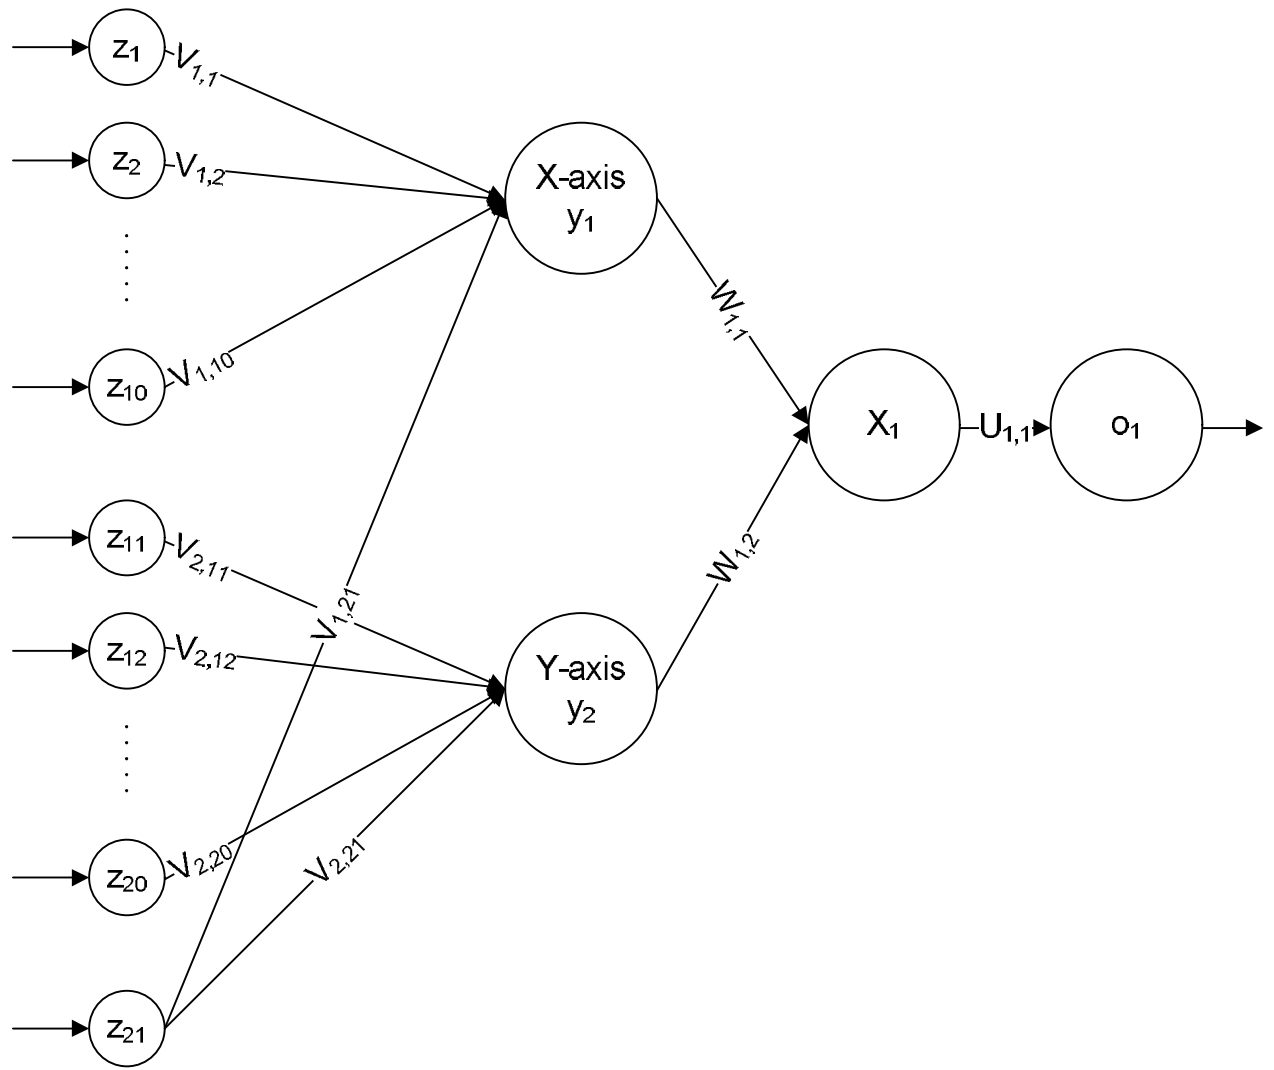 z₁
V₁,₁
z₂
V₁,₂
X-axis
y₁
W₁,₁
z₁₀
V₁,₁₀
X₁
U₁,₁
o₁
z₁₁
V₂,₁₁
V₁,₂₁
W₁,₂
z₁₂
V₂,₁₂
Y-axis
y₂
z₂₀
V₂,₂₀
V₂,₂₁
z₂₁